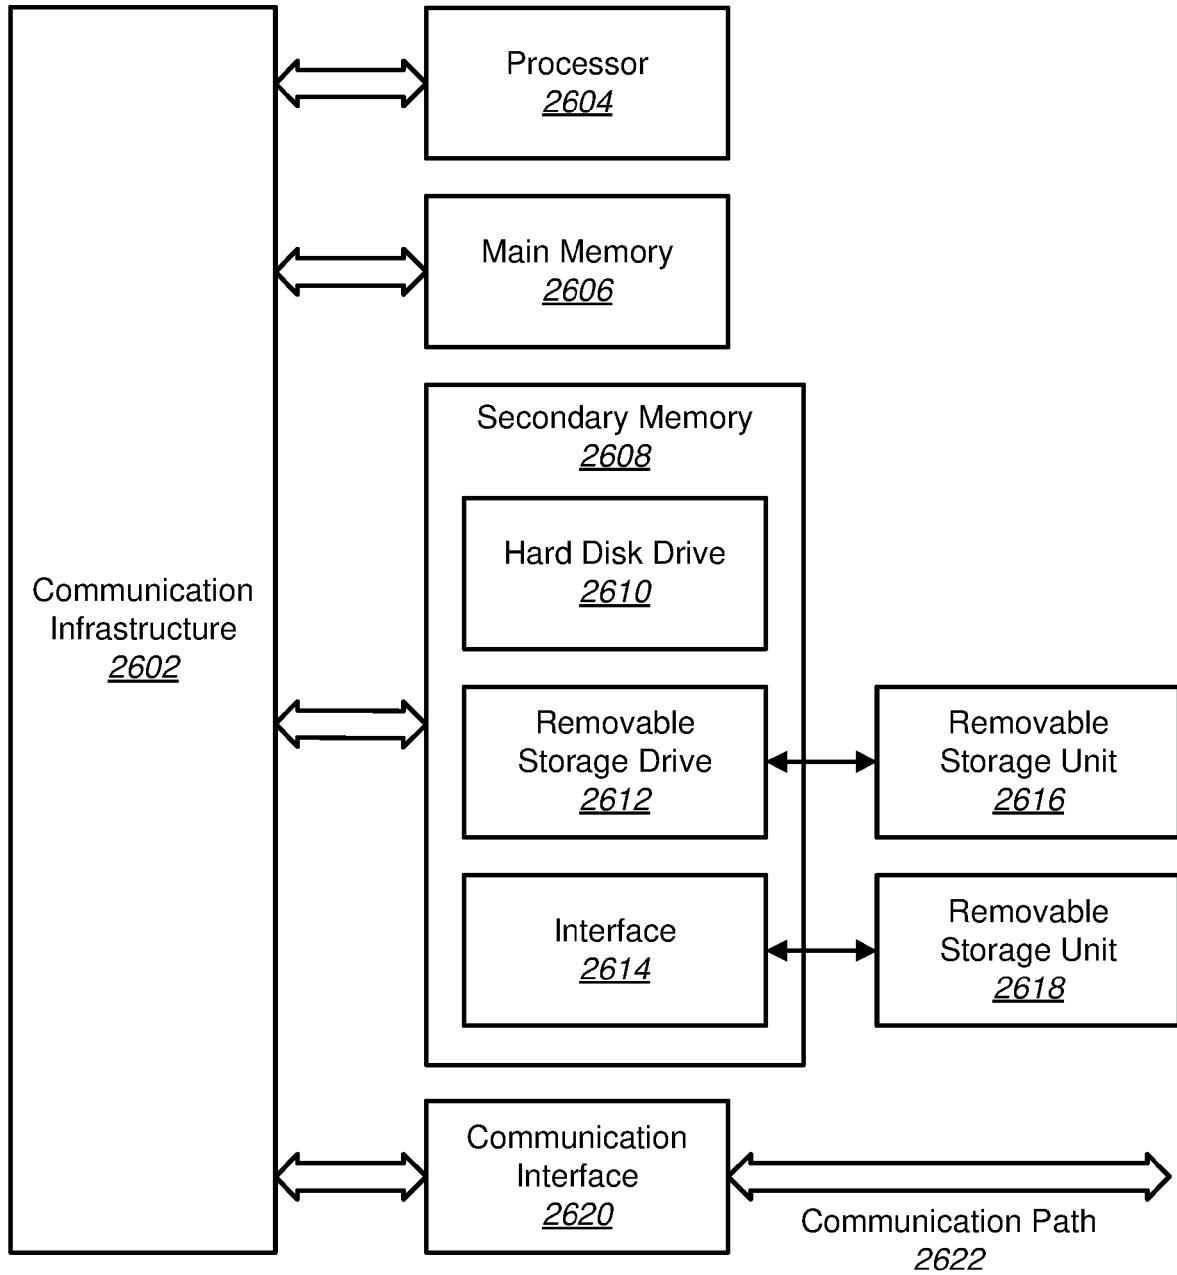 Processor
2604
Main Memory
2606
Secondary Memory
2608
Hard Disk Drive
2610
Communication
Infrastructure
2602
Removable
Storage Drive
2612
Removable
Storage Unit
2616
Interface
2614
Removable
Storage Unit
2618
Communication
Interface
2620
Communication Path
2622